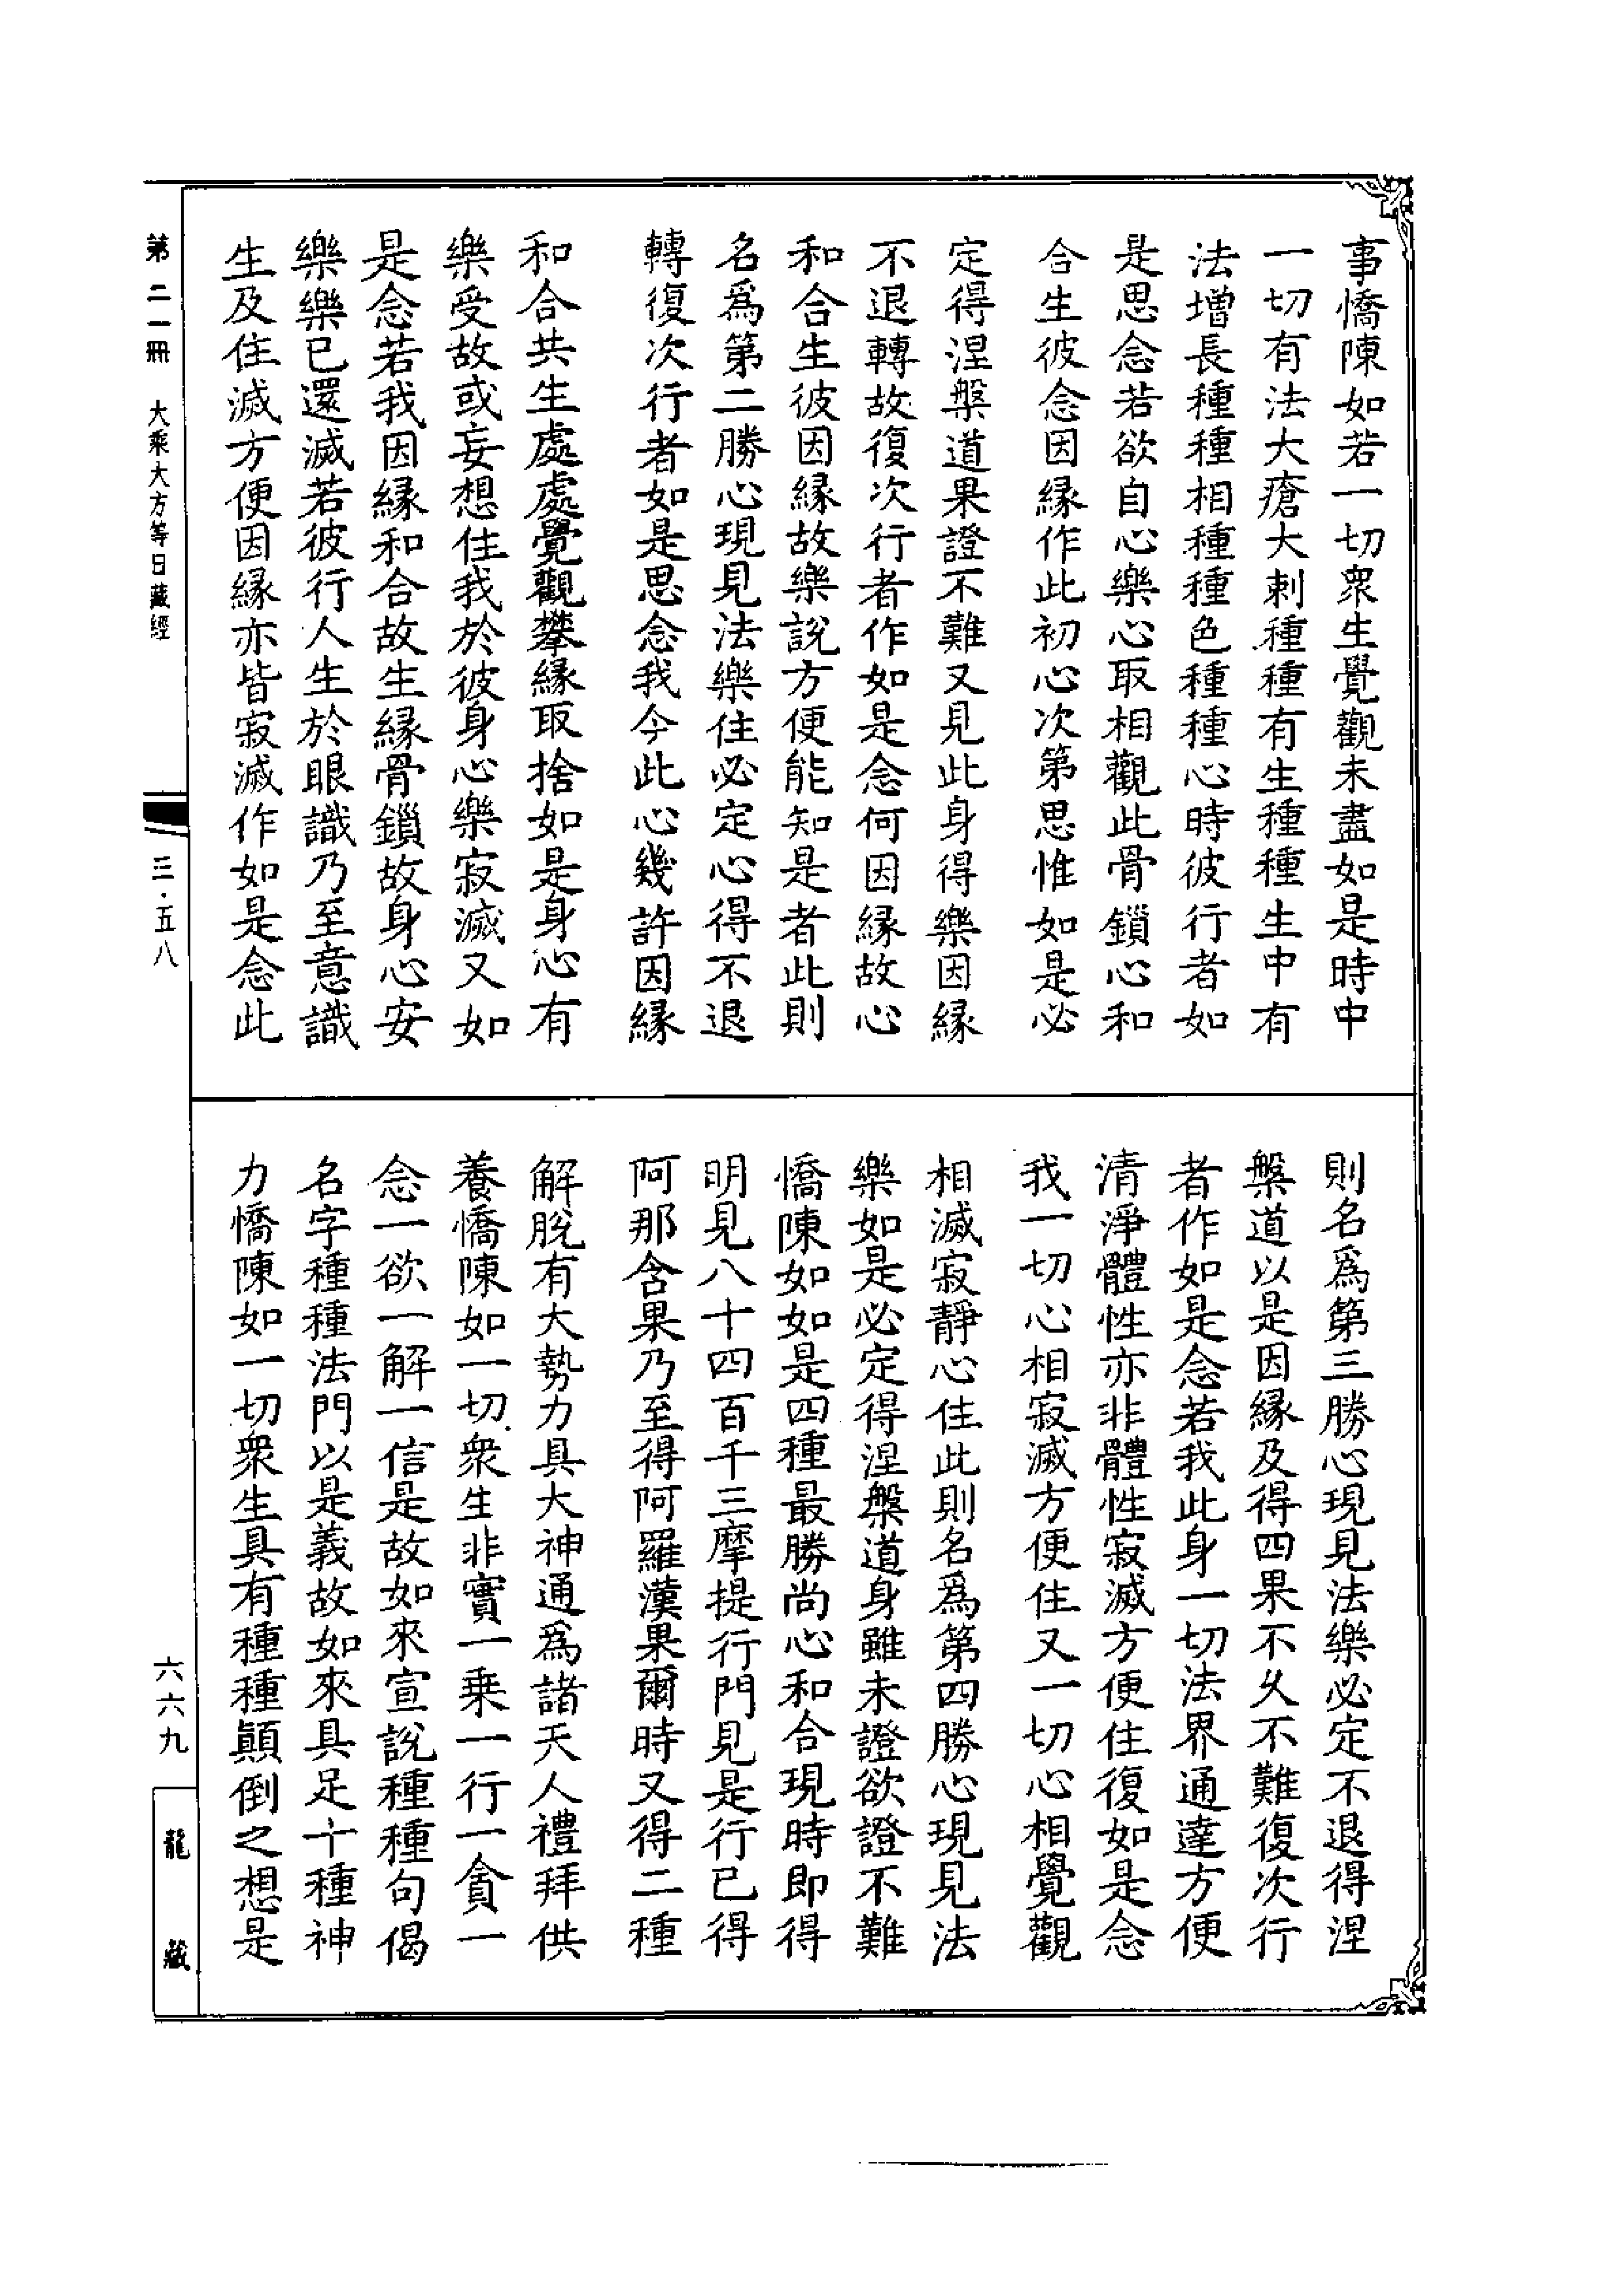 事憍陳如若一切衆生覺觀未盡如是時中
一切有法大瘡大刺種種有生種種生中有
法增長種種相種種色種種心時彼行者如
是思念若欲自心樂心取相觀此骨鎖心和
合生彼念因緣作此初心次第思惟如是必
定得涅槃道果證不難又見此身得樂因緣
不退轉故復次行者作如是念何因緣故心
和合生彼因緣故樂說方便能知是者此則
名爲第二勝心現見法樂住必定心得不退
轉復次行者如是思念我今此心幾許因緣
和合共生處處覺觀攀緣取捨如是身心有
樂受故或妄想住我於彼身心樂寂滅又如
是念若我因緣和合故生緣骨鎖故身心安
樂樂已還滅若彼行人生於眼識乃至意識
生及住滅方便因緣亦皆寂滅作如是念此
則名爲第三勝心現見法樂必定不退得涅
槃道以是因緣及得四果不久不難復次行
者作如是念若我此身一切法界通達方便
清淨體性亦非體性寂滅方便住復如是念
我一切心相寂滅方便住又一切心相覺觀
相滅寂靜心住此則名爲第四勝心現見法
樂如是必定得涅槃道身雖未證欲證不難
憍陳如如是四種最勝尚心和合現時即得
明見八十四百千三摩提行門見是行已得
阿那含果乃至得阿羅漢果爾時又得二種
解脫有大勢力具大神通爲諸天人禮拜供
養憍陳如一切衆生非實一乘一行一貪一
念一欲一解一信是故如來宣說種種句偈
名字種種法門以是義故如來具足十種神
力憍陳如一切衆生具有種種顛倒之想是
第二一冊　大乘大方等日藏經
三·五八
六六九
龍藏